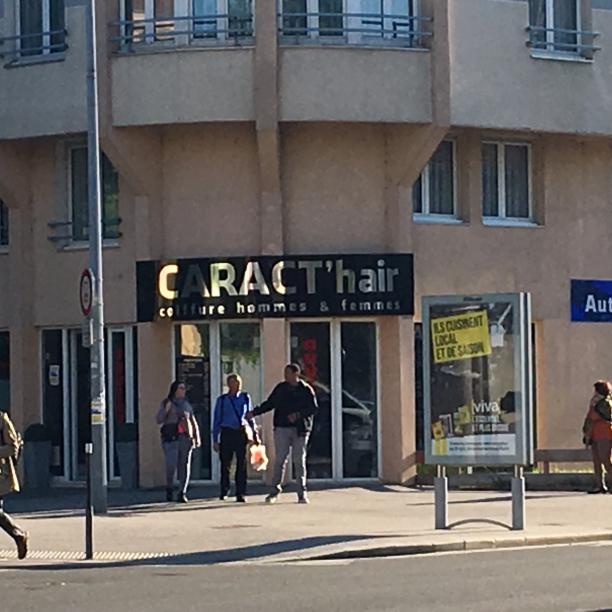 CARACT'hair
coiffure hommes & femmes
ILS CUISINENT
LOCAL
ET DE SAISON
viva
Aut